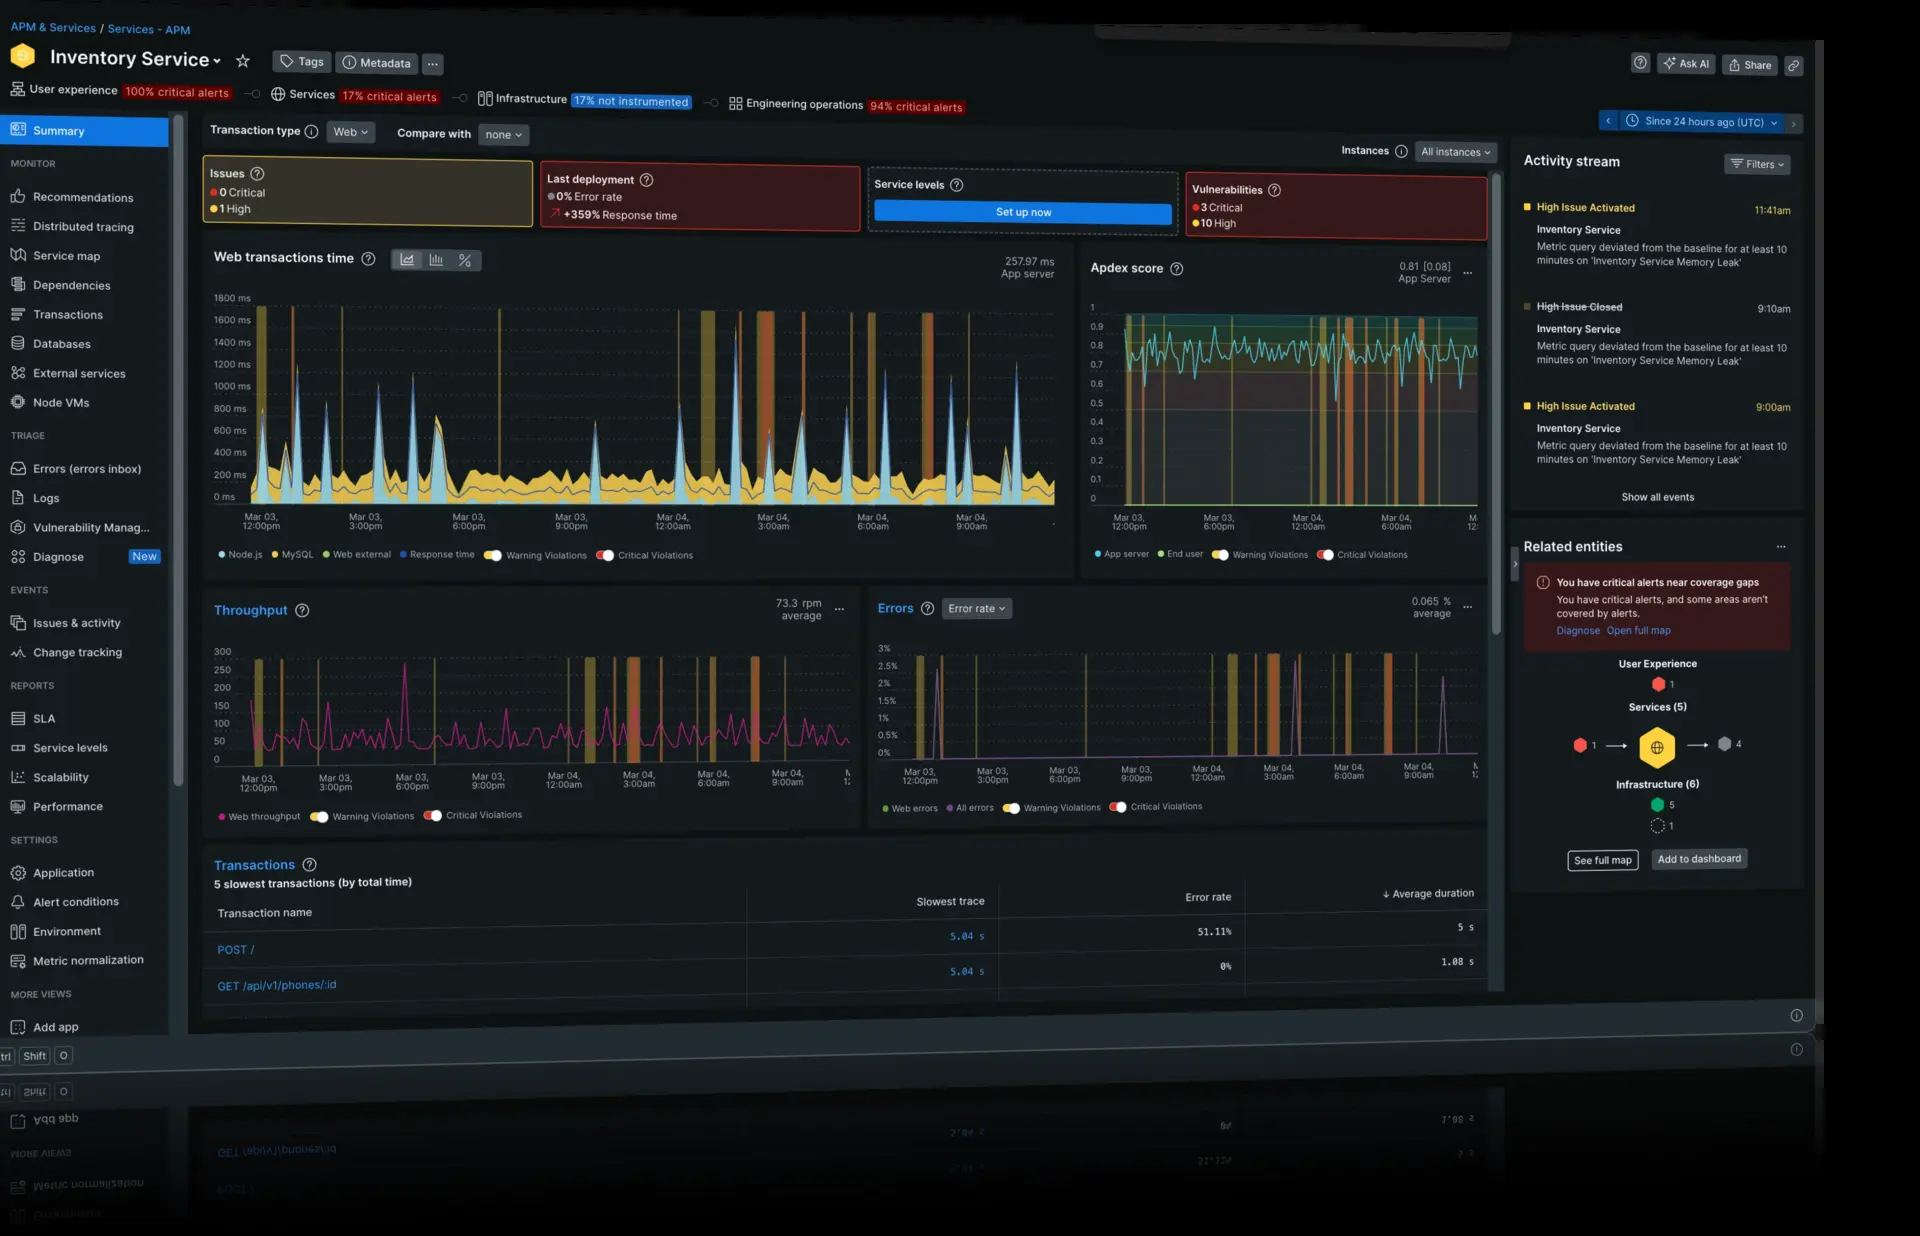 APM & Services / Services - APM
Inventory Service
Tags
Metadata
...
Ask AI
Share
User experience 100% critical alerts
Services 17% critical alerts
Infrastructure 17% not instrumented
Engineering operations 94% critical alerts
Since 24 hours ago (UTC)
Summary
MONITOR
Recommendations
Distributed tracing
Service map
Dependencies
Transactions
Databases
External services
Node VMs
TRIAGE
Errors (errors inbox)
Logs
Vulnerability Manag...
Diagnose New
EVENTS
Issues & activity
Change tracking
REPORTS
SLA
Service levels
Scalability
Performance
SETTINGS
Application
Alert conditions
Environment
Metric normalization
MORE VIEWS
Add app
trl Shift O
Transaction type Web
Compare with none
Instances All instances
Issues
0 Critical
1 High
Last deployment
0% Error rate
+359% Response time
Service levels
Set up now
Vulnerabilities
3 Critical
10 High
Web transactions time
257.97 ms
App server
1800 ms
1600 ms
1400 ms
1200 ms
1000 ms
800 ms
600 ms
400 ms
200 ms
0 ms
Mar 03, 12:00pm
Mar 03, 3:00pm
Mar 03, 6:00pm
Mar 03, 9:00pm
Mar 04, 12:00am
Mar 04, 3:00am
Mar 04, 6:00am
Mar 04, 9:00am
Node.js MySQL Web external Response time Warning Violations Critical Violations
Apdex score
0.81 [0.08]
App Server
1
0.9
0.8
0.7
0.6
0.5
0.4
0.3
0.2
0.1
0
Mar 03, 12:00pm
Mar 03, 6:00pm
Mar 04, 12:00am
Mar 04, 6:00am
M
12:
App server End user Warning Violations Critical Violations
Throughput
73.3 rpm
average
300
250
200
150
100
50
0
Mar 03, 12:00pm
Mar 03, 3:00pm
Mar 03, 6:00pm
Mar 03, 9:00pm
Mar 04, 12:00am
Mar 04, 3:00am
Mar 04, 6:00am
Mar 04, 9:00am
Web throughput Warning Violations Critical Violations
Errors
Error rate
0.065 %
average
3%
2.5%
2%
1.5%
1%
0.5%
0%
Mar 03, 12:00pm
Mar 03, 3:00pm
Mar 03, 6:00pm
Mar 03, 9:00pm
Mar 04, 12:00am
Mar 04, 3:00am
Mar 04, 6:00am
Mar 04, 9:00am
Web errors All errors Warning Violations Critical Violations
Transactions
5 slowest transactions (by total time)
Transaction name Slowest trace Error rate Average duration
POST / 5.04 s 51.11% 5 s
GET /api/v1/phones/:id 5.04 s 0% 1.08 s
Activity stream
Filters
High Issue Activated 11:41am
Inventory Service
Metric query deviated from the baseline for at least 10
minutes on 'Inventory Service Memory Leak'
High Issue Closed 9:10am
Inventory Service
Metric query deviated from the baseline for at least 10
minutes on 'Inventory Service Memory Leak'
High Issue Activated 9:00am
Inventory Service
Metric query deviated from the baseline for at least 10
minutes on 'Inventory Service Memory Leak'
Show all events
Related entities
You have critical alerts near coverage gaps
You have critical alerts, and some areas aren't
covered by alerts.
Diagnose Open full map
User Experience
1
Services (5)
1
4
Infrastructure (6)
5
1
See full map
Add to dashboard